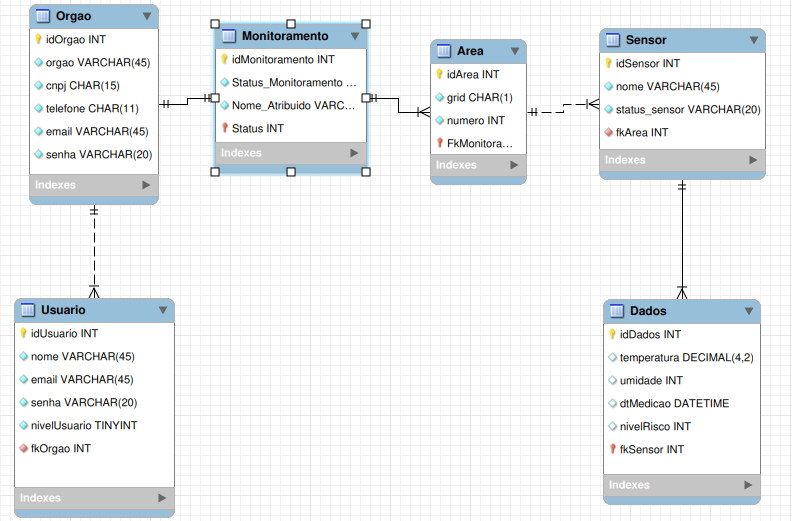 Orgao
idOrgao INT
orgao VARCHAR(45)
cnpj CHAR(15)
telefone CHAR(11)
email VARCHAR(45)
senha VARCHAR(20)
Indexes
Monitoramento
idMonitoramento INT
Status_Monitoramento ...
Nome_Atribuido VARC...
Status INT
Indexes
Area
idArea INT
grid CHAR(1)
numero INT
FkMonitora...
Indexes
Sensor
idSensor INT
nome VARCHAR(45)
status_sensor VARCHAR(20)
fkArea INT
Indexes
Usuario
idUsuario INT
nome VARCHAR(45)
email VARCHAR(45)
senha VARCHAR(20)
nivelUsuario TINYINT
fkOrgao INT
Indexes
Dados
idDados INT
temperatura DECIMAL(4,2)
umidade INT
dtMedicao DATETIME
nivelRisco INT
fkSensor INT
Indexes